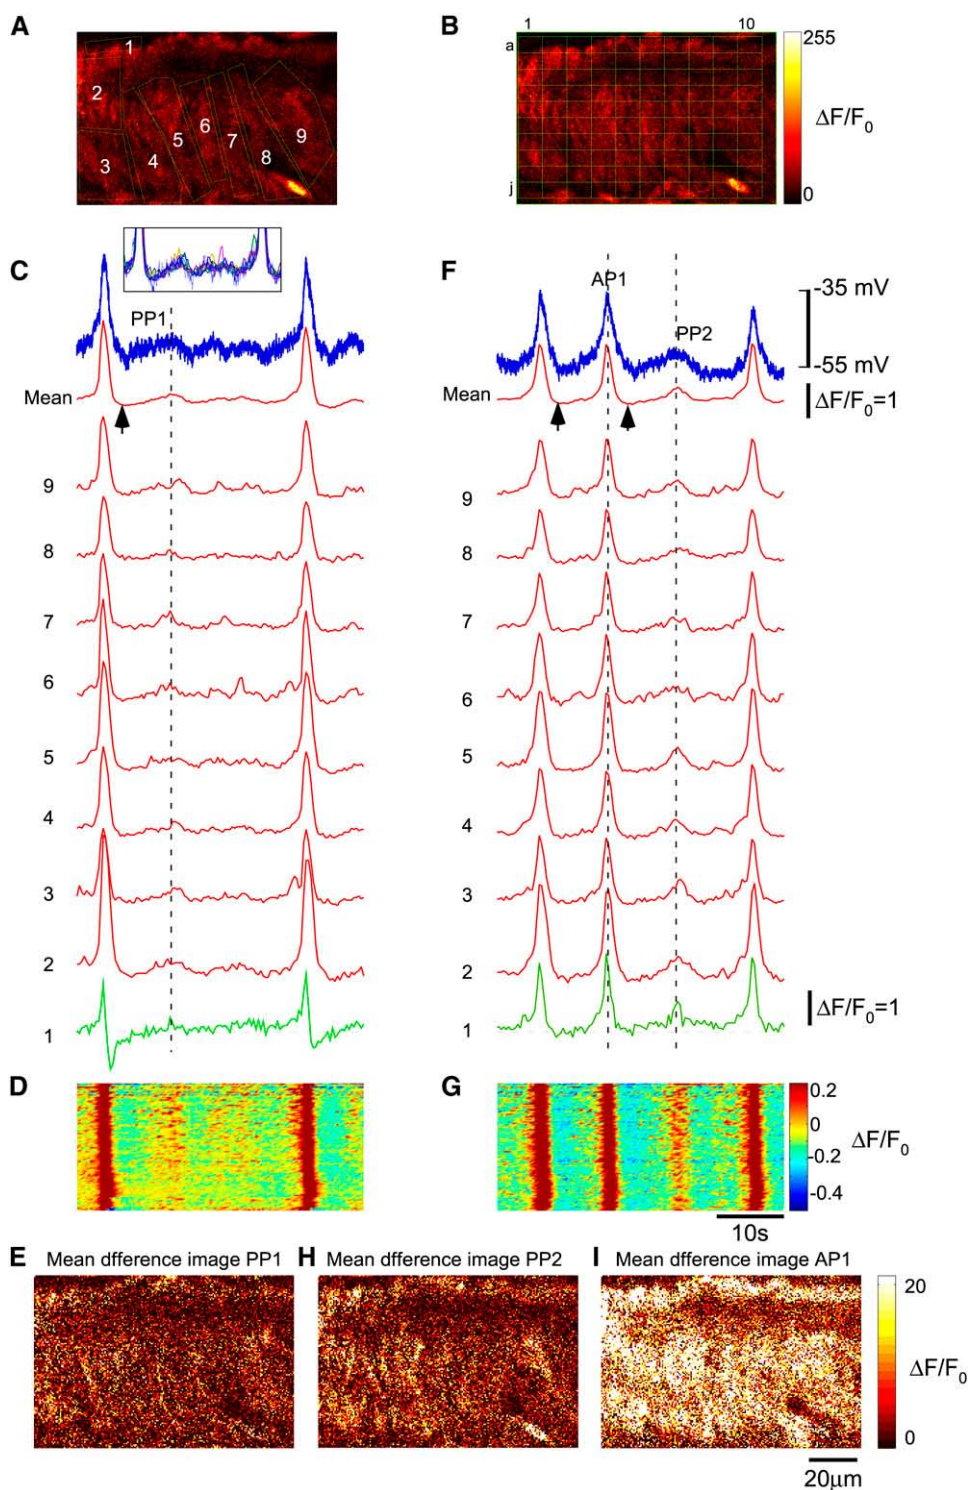 A
1
2
3
4
5
6
7
8
9
B
1
10
a
j
255
ΔF/F0
0
C
PP1
Mean
9
8
7
6
5
4
3
2
1
F
AP1
PP2
-35 mV
-55 mV
Mean
ΔF/F0=1
9
8
7
6
5
4
3
2
1
ΔF/F0=1
D
G
0.2
0
-0.2
-0.4
ΔF/F0
10s
E Mean dfference image PP1
H Mean dfference image PP2
I Mean dfference image AP1
20
ΔF/F0
0
20μm